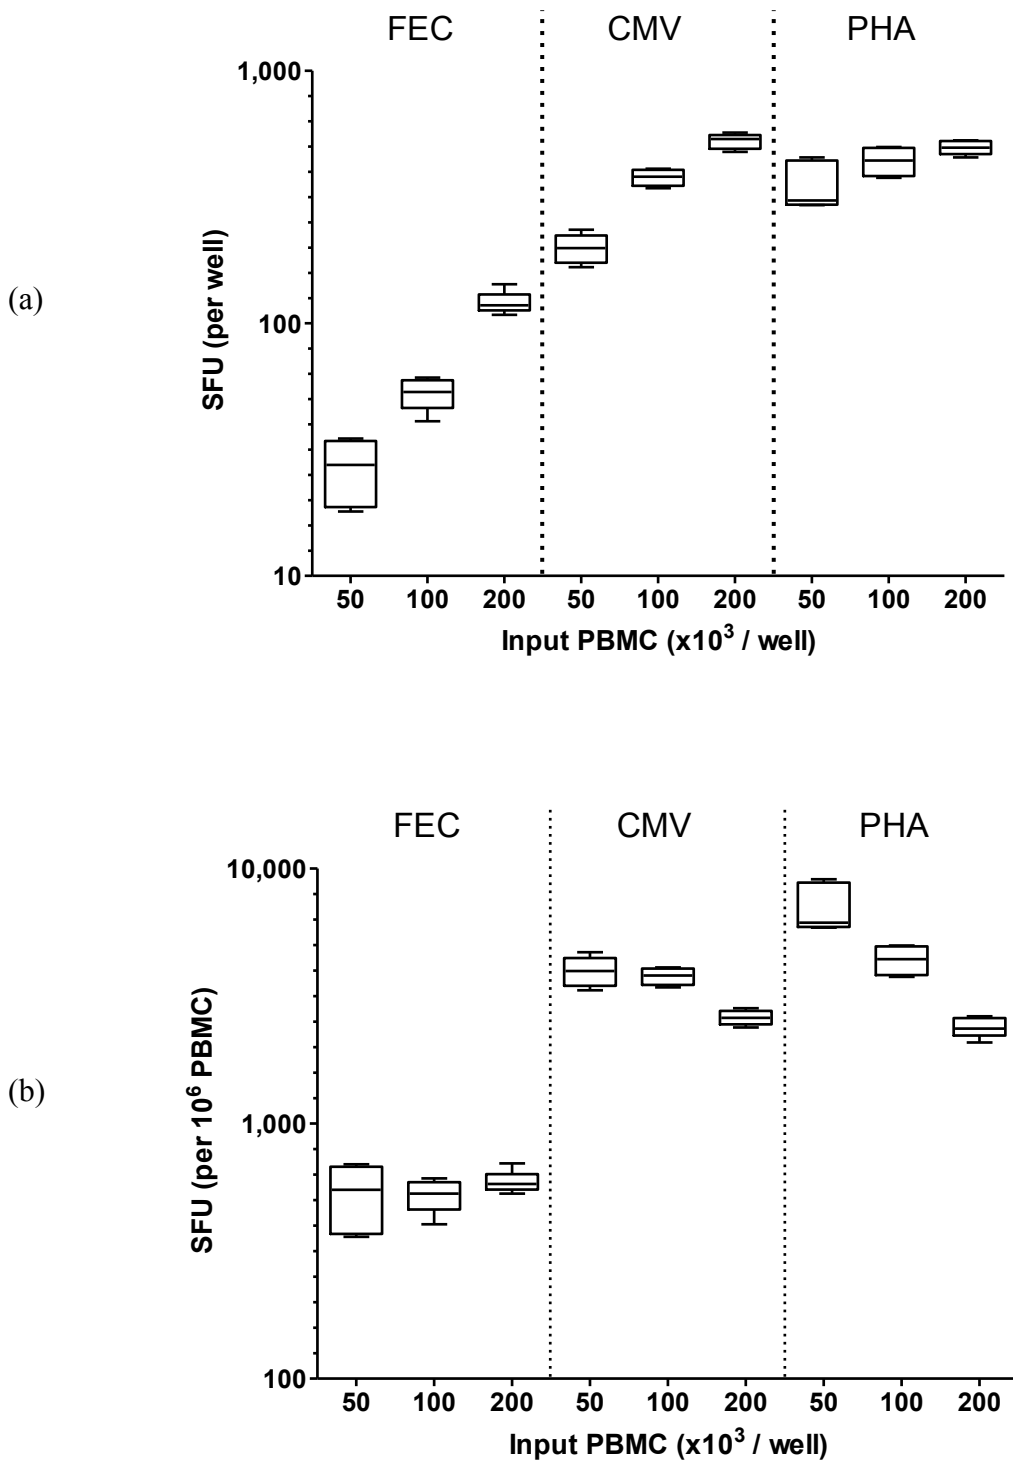 FEC CMV PHA
1,000
100
10
SFU (per well)
(a)
50 100 200 50 100 200 50 100 200
Input PBMC (x10³ / well)
FEC CMV PHA
10,000
1,000
100
SFU (per 10⁶ PBMC)
(b)
50 100 200 50 100 200 50 100 200
Input PBMC (x10³ / well)